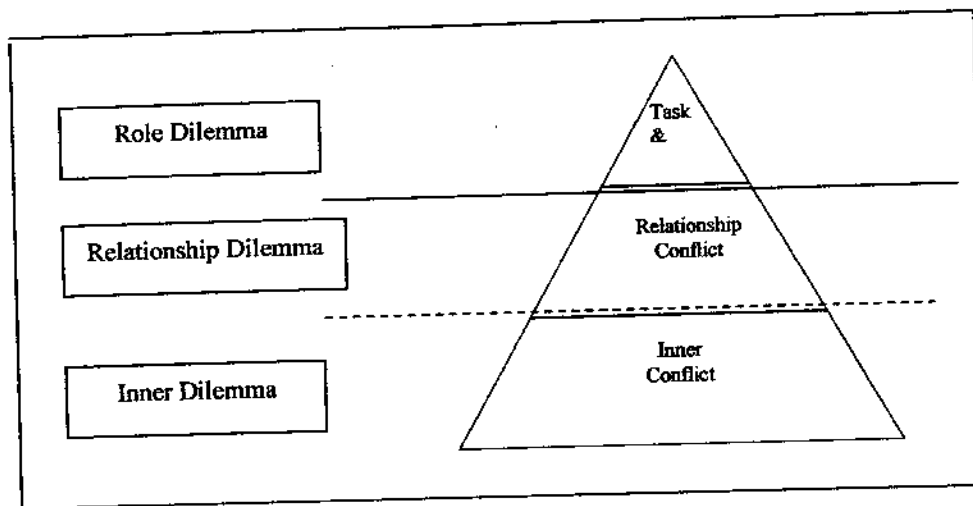 Role Dilemma
Task
&
Relationship Dilemma
Relationship
Conflict
Inner Dilemma
Inner
Conflict